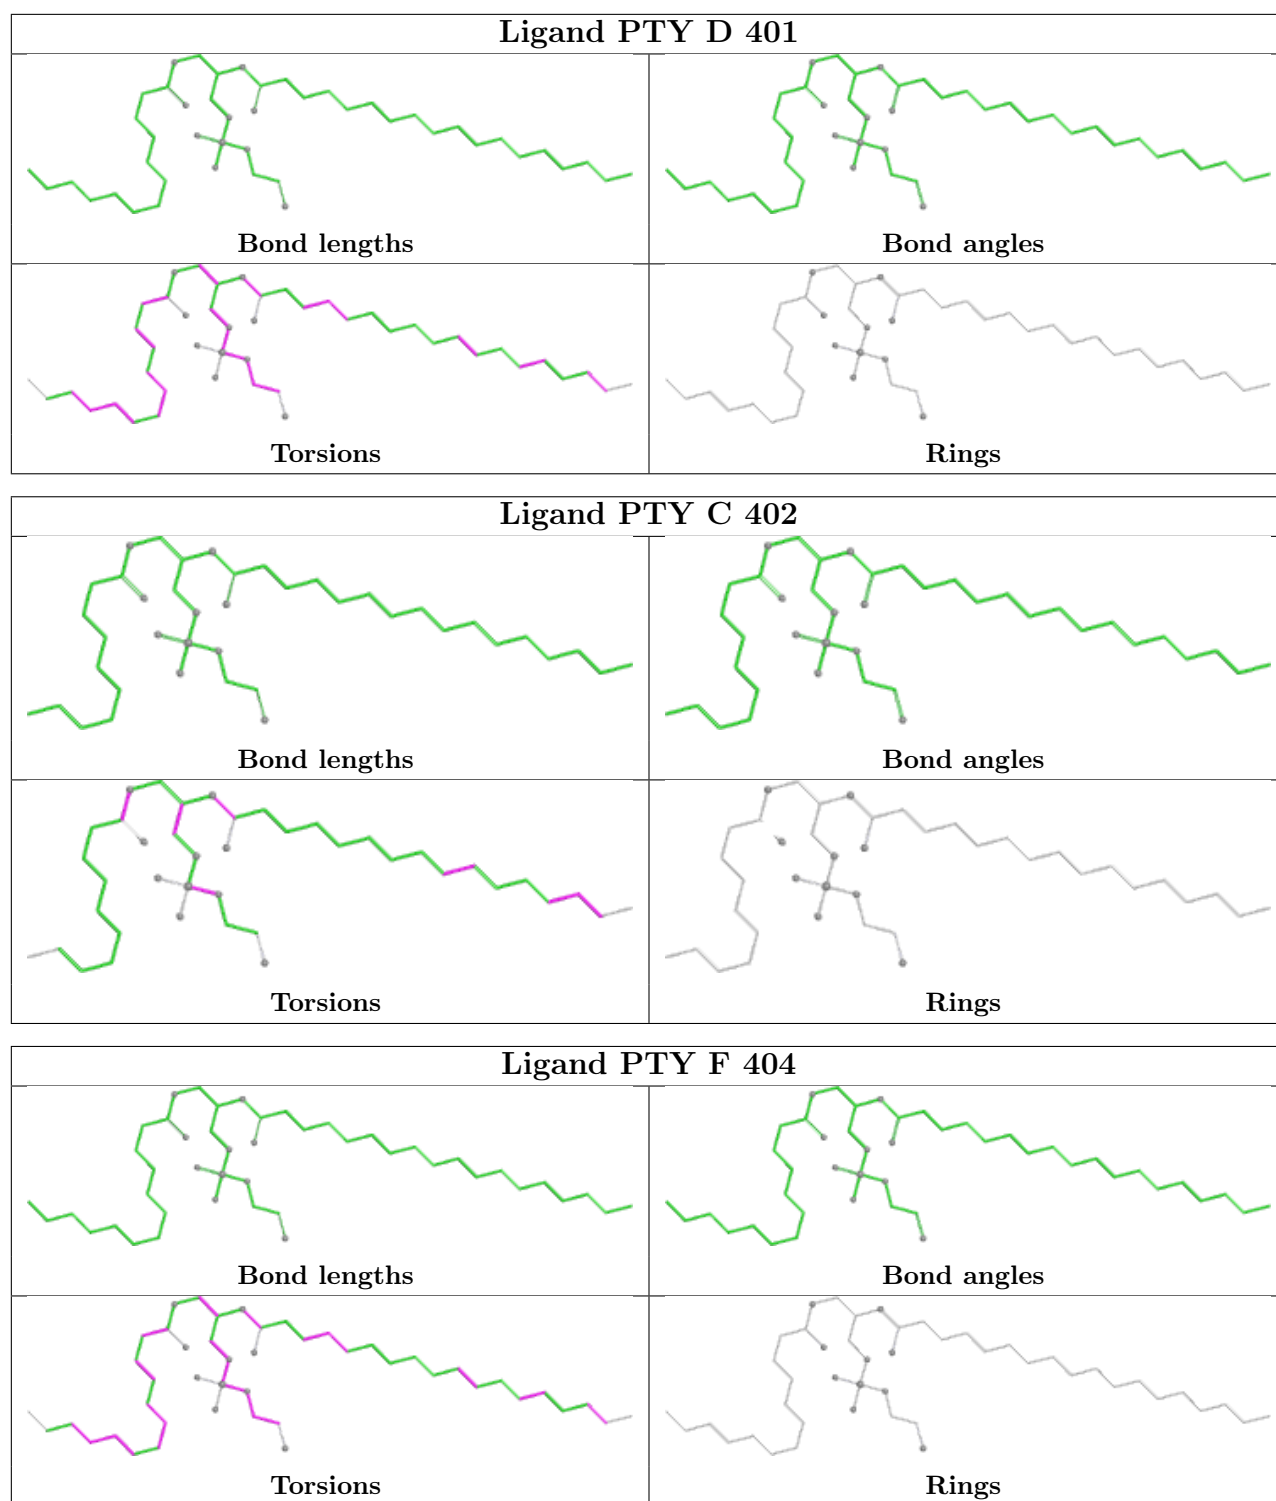 Ligand PTY D 401
Bond lengths
Bond angles
Torsions
Rings
Ligand PTY C 402
Bond lengths
Bond angles
Torsions
Rings
Ligand PTY F 404
Bond lengths
Bond angles
Torsions
Rings